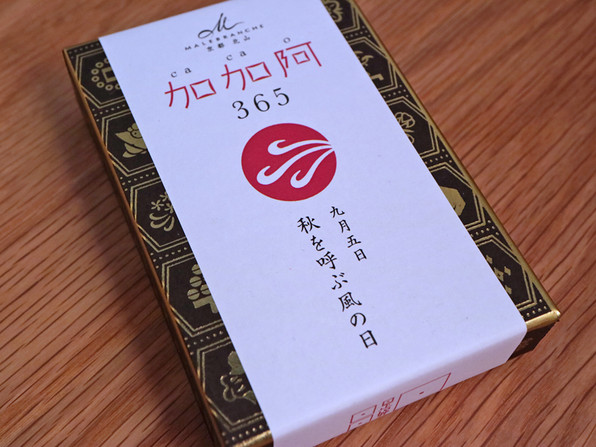 M
MALEBRANCHE
京都 北山
ca ca o
加加阿
365
九月五日
秋を呼ぶ風の日